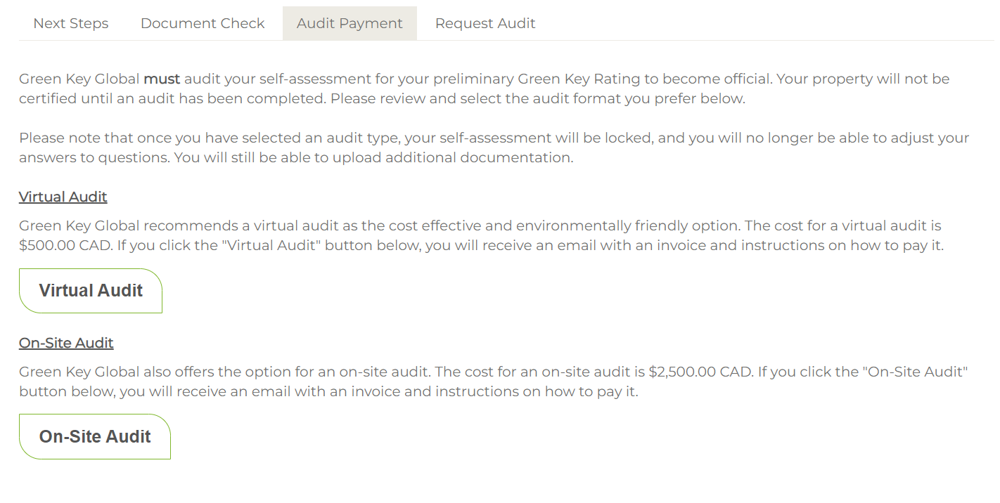 Next Steps Document Check Audit Payment Request Audit
Green Key Global must audit your self-assessment for your preliminary Green Key Rating to become official. Your property will not be
certified until an audit has been completed. Please review and select the audit format you prefer below.
Please note that once you have selected an audit type, your self-assessment will be locked, and you will no longer be able to adjust your
answers to questions. You will still be able to upload additional documentation.
Virtual Audit
Green Key Global recommends a virtual audit as the cost effective and environmentally friendly option. The cost for a virtual audit is
$500.00 CAD. If you click the "Virtual Audit" button below, you will receive an email with an invoice and instructions on how to pay it.
Virtual Audit
On-Site Audit
Green Key Global also offers the option for an on-site audit. The cost for an on-site audit is $2,500.00 CAD. If you click the "On-Site Audit"
button below, you will receive an email with an invoice and instructions on how to pay it.
On-Site Audit